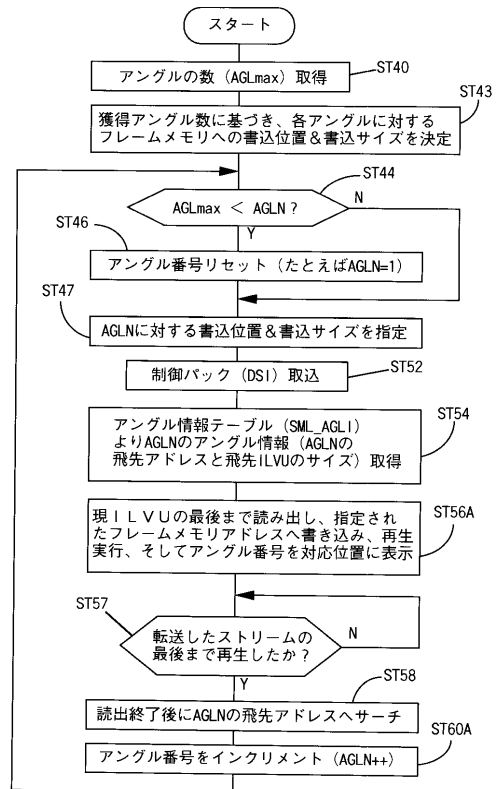 スタート
アングルの数（AGLmax）取得
ST40
獲得アングル数に基づき、各アングルに対する
フレームメモリへの書込位置＆書込サイズを決定
ST43
AGLmax ＜ AGLN？
ST44
N
Y
ST46
アングル番号リセット（たとえばAGLN=1）
ST47
AGLNに対する書込位置＆書込サイズを指定
制御パック（DSI）取込
ST52
アングル情報テーブル（SML_AGLI）
よりAGLNのアングル情報（AGLNの
飛先アドレスと飛先ILVUのサイズ）取得
ST54
現ＩＬＶＵの最後まで読み出し、指定され
たフレームメモリアドレスへ書き込み、再生
実行、そしてアングル番号を対応位置に表示
ST56A
ST57
転送したストリームの
最後まで再生したか？
N
Y
ST58
読出終了後にAGLNの飛先アドレスへサーチ
ST60A
アングル番号をインクリメント（AGLN++）